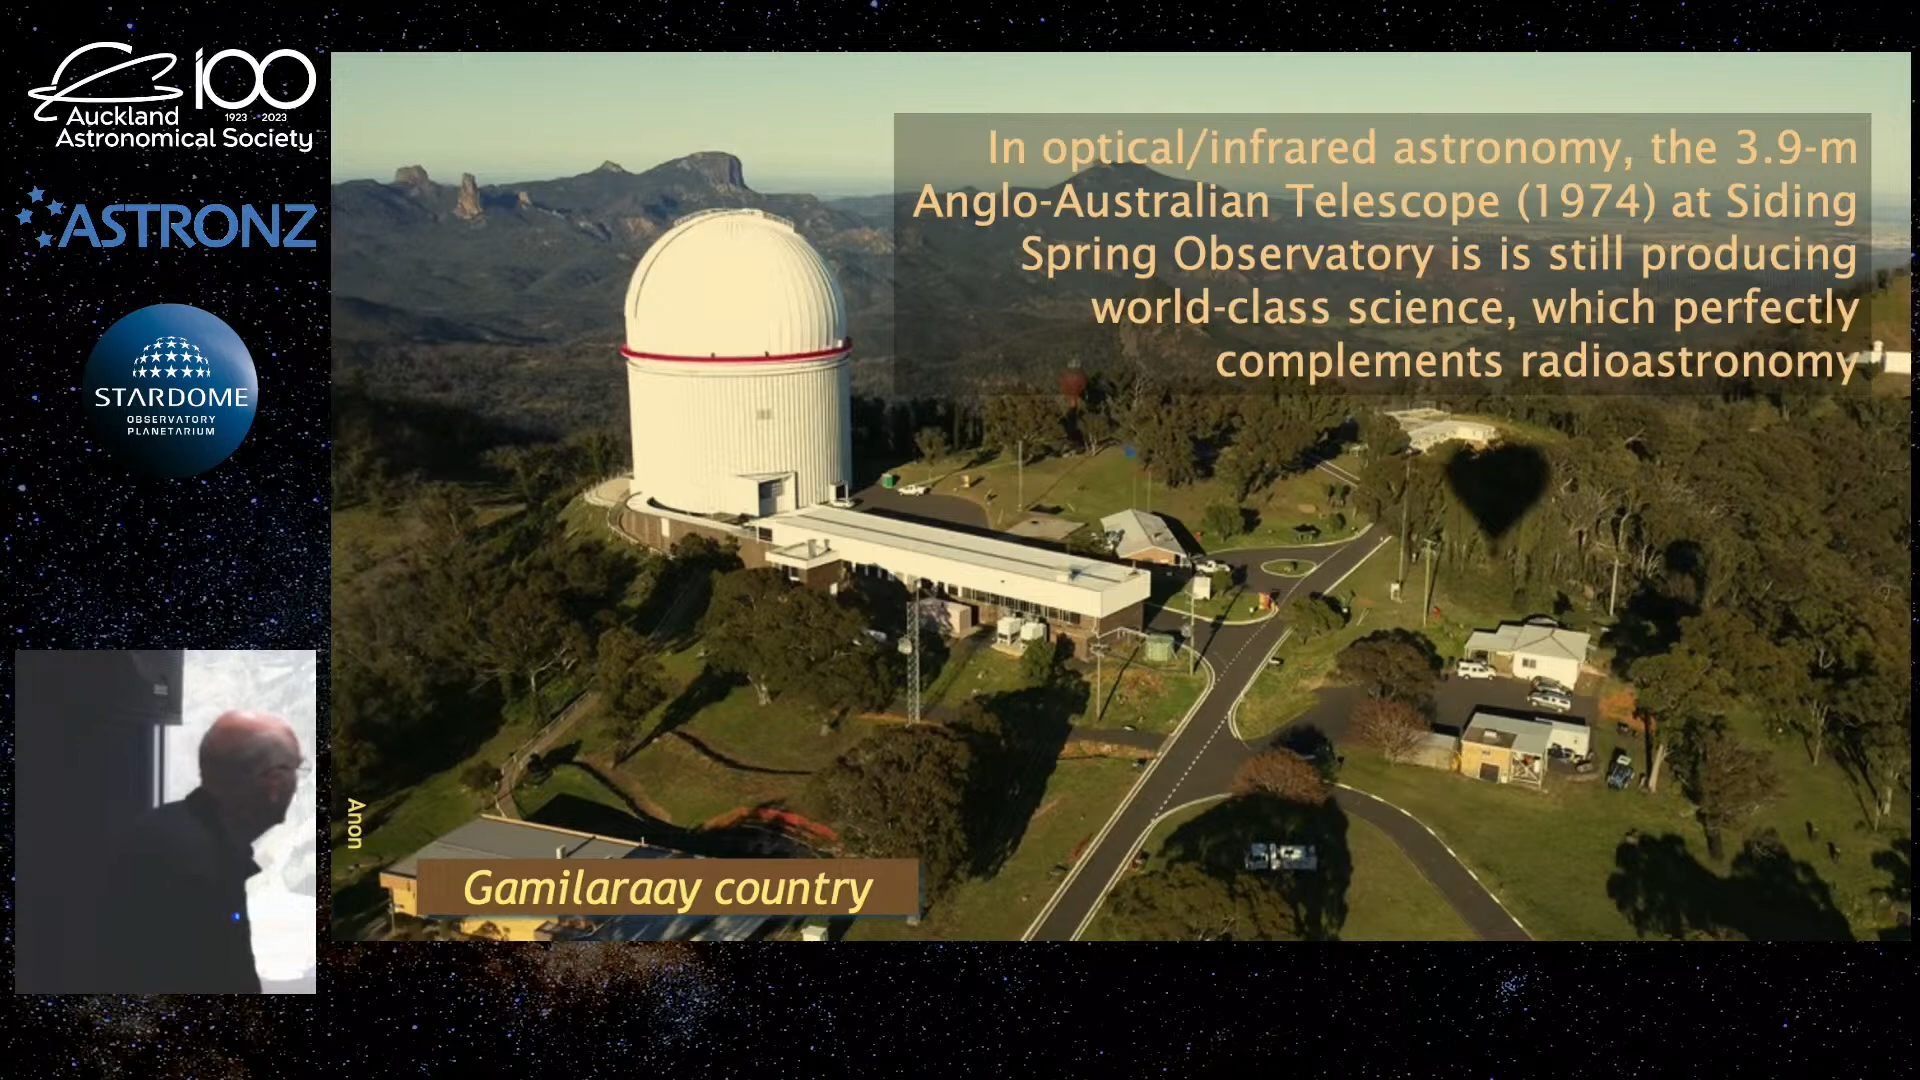 100
1923 - 2023
Auckland
Astronomical Society
ASTRONZ
STARDOME
OBSERVATORY
PLANETARIUM
In optical/infrared astronomy, the 3.9-m
Anglo-Australian Telescope (1974) at Siding
Spring Observatory is is still producing
world-class science, which perfectly
complements radioastronomy
Anon
Gamilaraay country